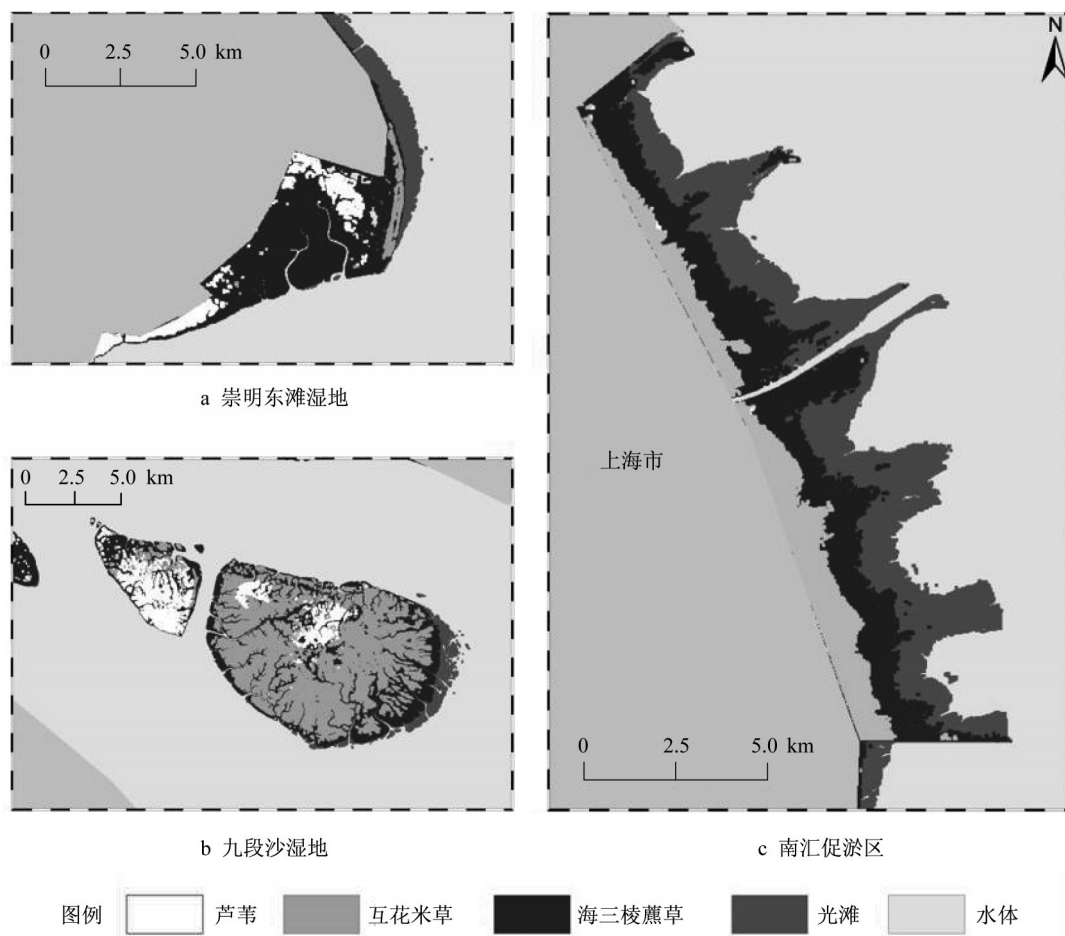 0 2.5 5.0 km
a 崇明东滩湿地
0 2.5 5.0 km
b 九段沙湿地
N
上海市
0 2.5 5.0 km
c 南汇促淤区
图例 芦苇 互花米草 海三棱藨草 光滩 水体